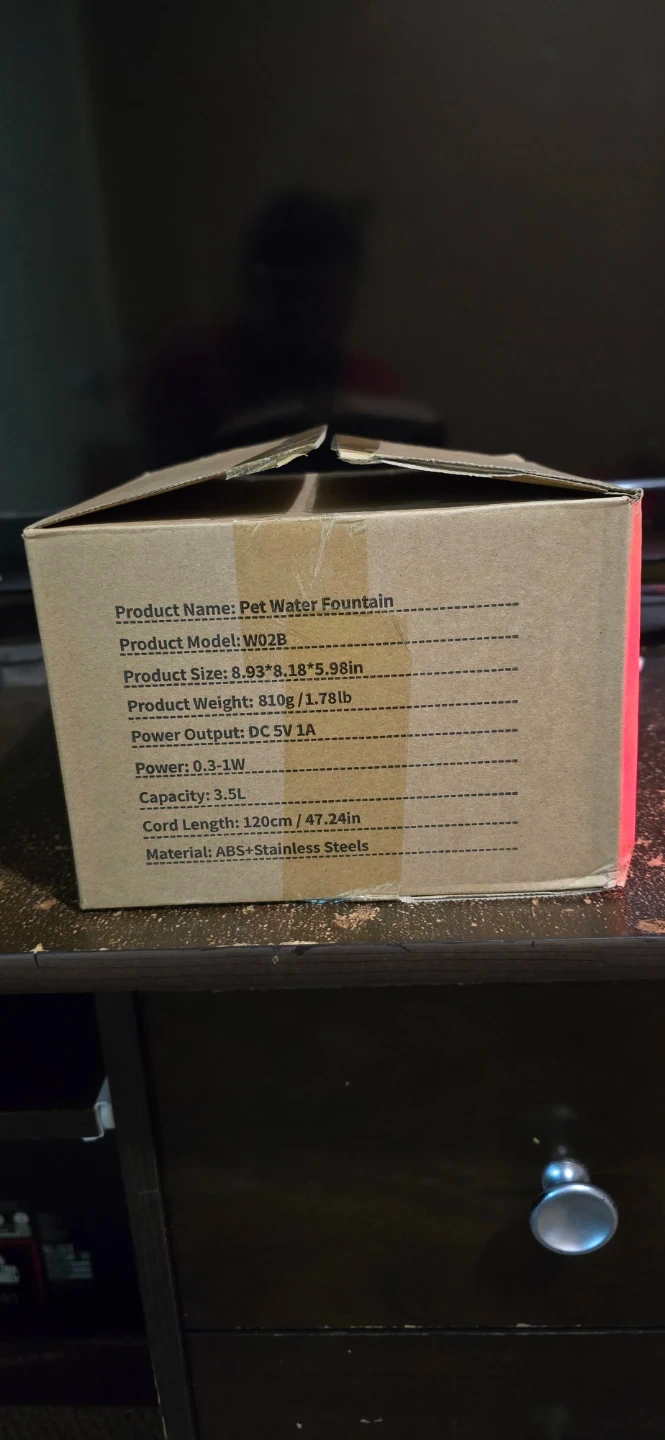 Product Name: Pet Water Fountain
Product Model: W02B
Product Size: 8.93*8.18*5.98in
Product Weight: 810g / 1.78lb
Power Output: DC 5V 1A
Power: 0.3-1W
Capacity: 3.5L
Cord Length: 120cm / 47.24in
Material: ABS+Stainless Steels